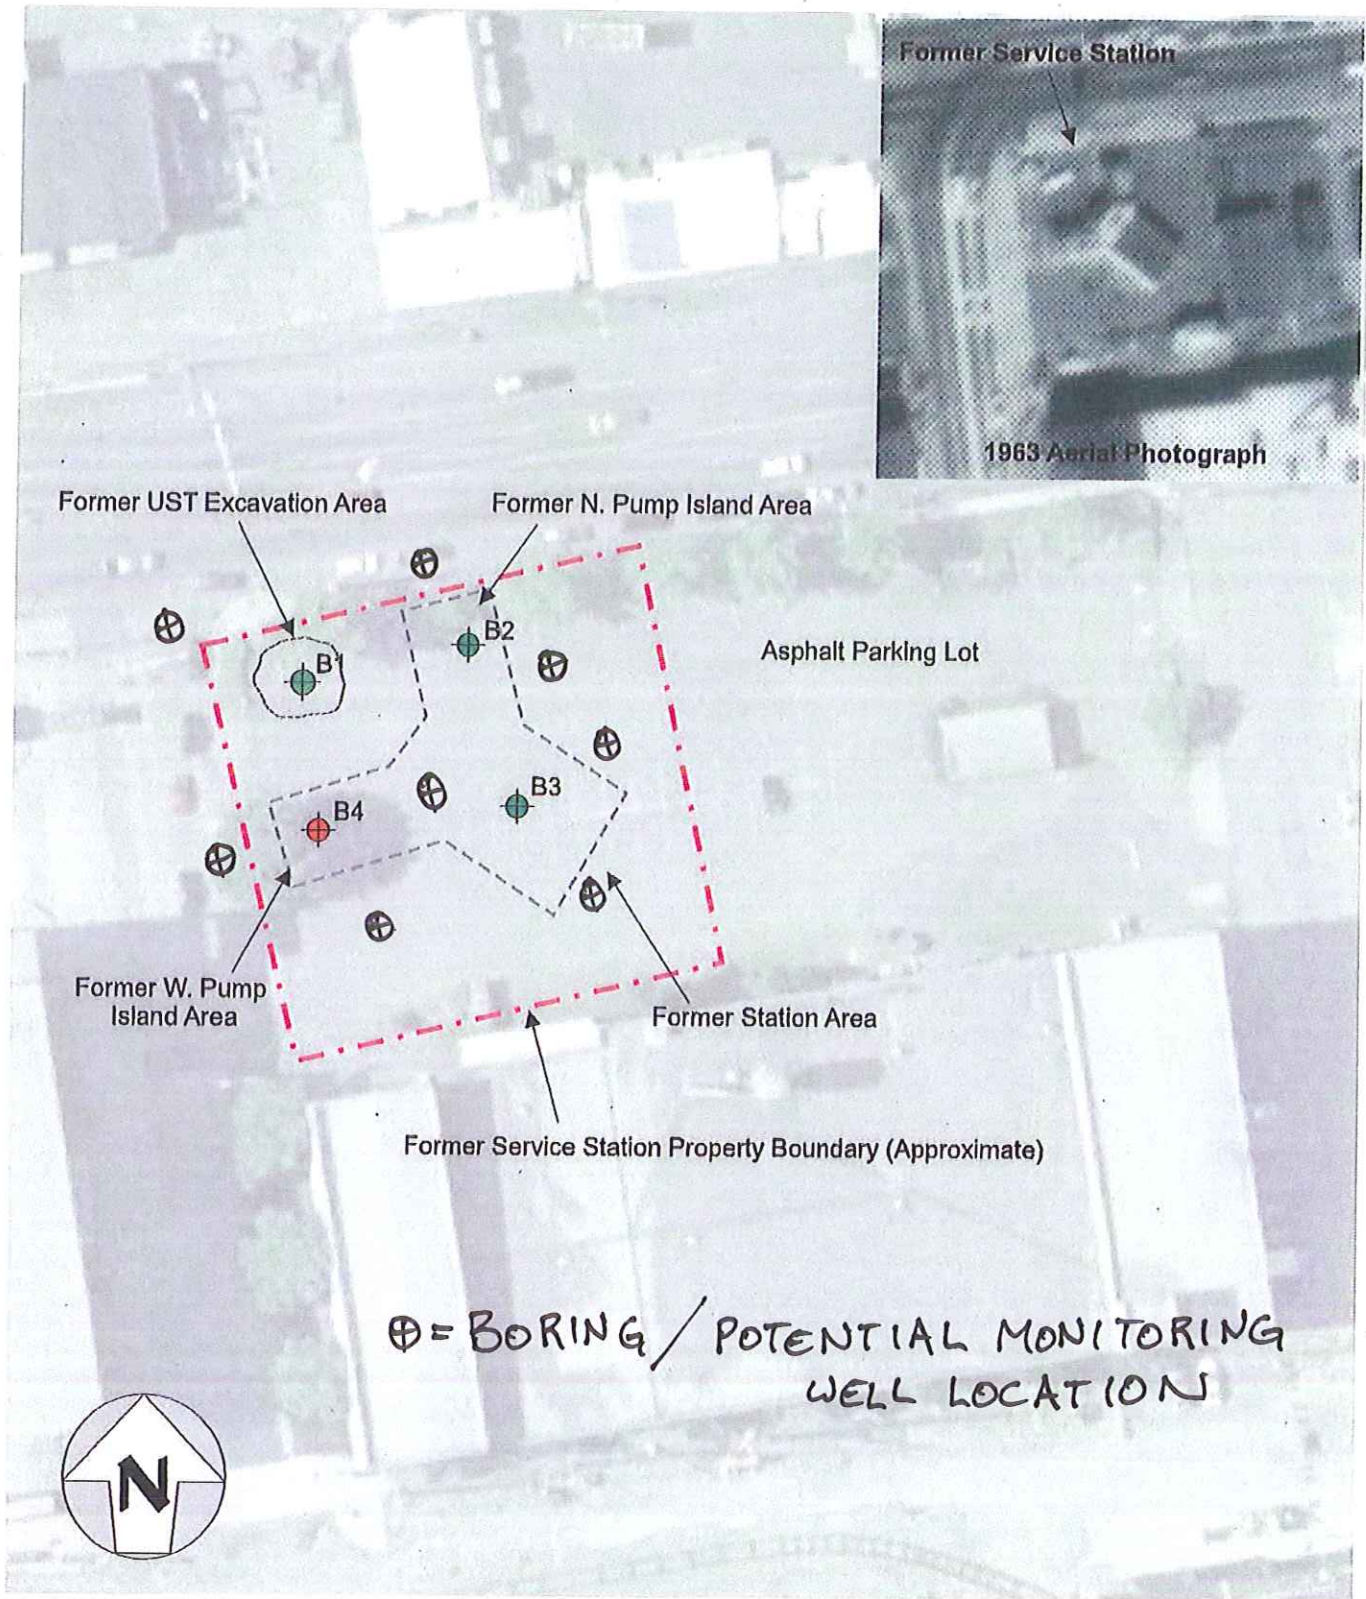 Former Service Station
1963 Aerial Photograph
Former UST Excavation Area
Former N. Pump Island Area
B1
B2
Asphalt Parking Lot
B3
B4
Former W. Pump
Island Area
Former Station Area
Former Service Station Property Boundary (Approximate)
⊕ = BORING / POTENTIAL MONITORING
WELL LOCATION
N